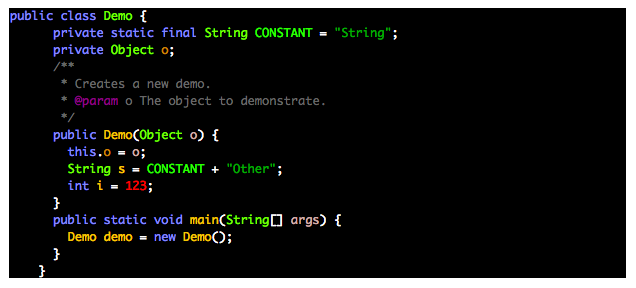 public class Demo {
private static final String CONSTANT = "String";
private Object o;
/**
* Creates a new demo.
* @param o The object to demonstrate.
*/
public Demo(Object o) {
this.o = o;
String s = CONSTANT + "Other";
int i = 123;
}
public static void main(String[] args) {
Demo demo = new Demo();
}
}